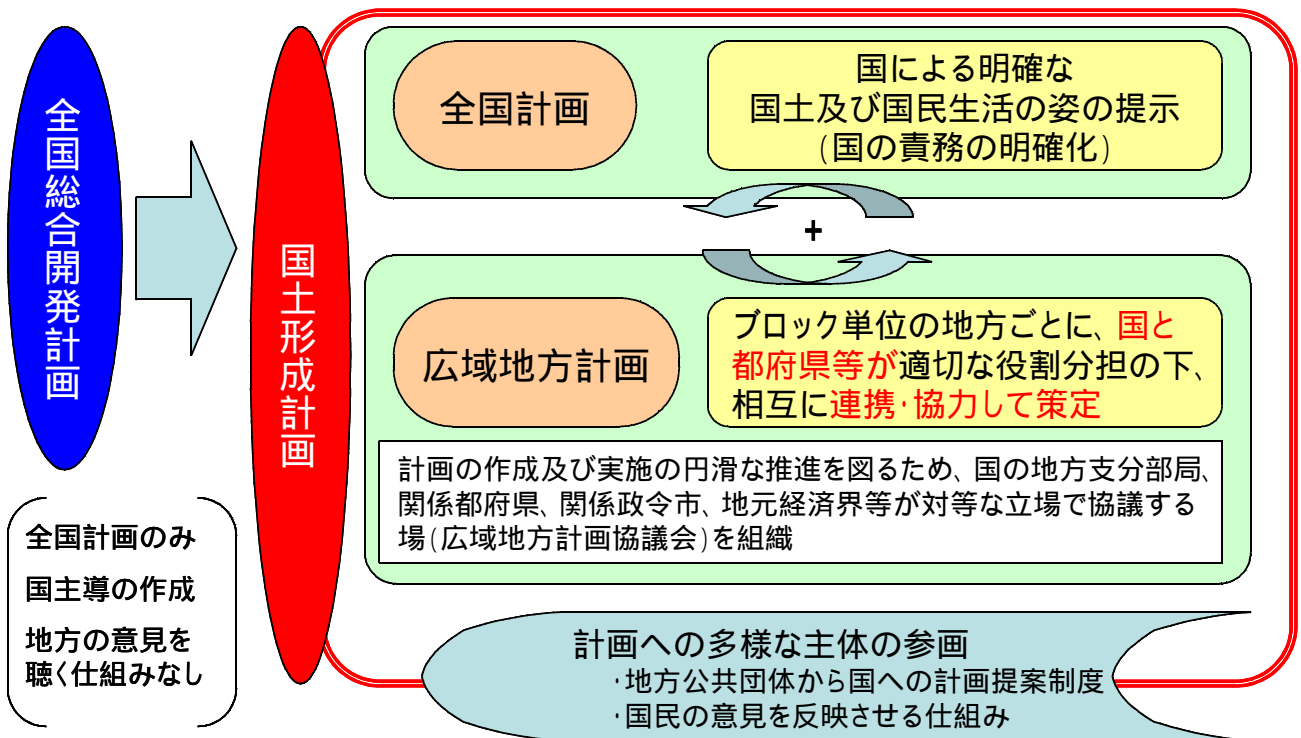 全国総合開発計画
全国計画のみ
国主導の作成
地方の意見を
聴く仕組みなし
国土形成計画
全国計画
国による明確な
国土及び国民生活の姿の提示
(国の責務の明確化)
+
広域地方計画
ブロック単位の地方ごとに、国と
都府県等が適切な役割分担の下、
相互に連携・協力して策定
計画の作成及び実施の円滑な推進を図るため、国の地方支分部局、
関係都府県、関係政令市、地元経済界等が対等な立場で協議する
場(広域地方計画協議会)を組織
計画への多様な主体の参画
・地方公共団体から国への計画提案制度
・国民の意見を反映させる仕組み